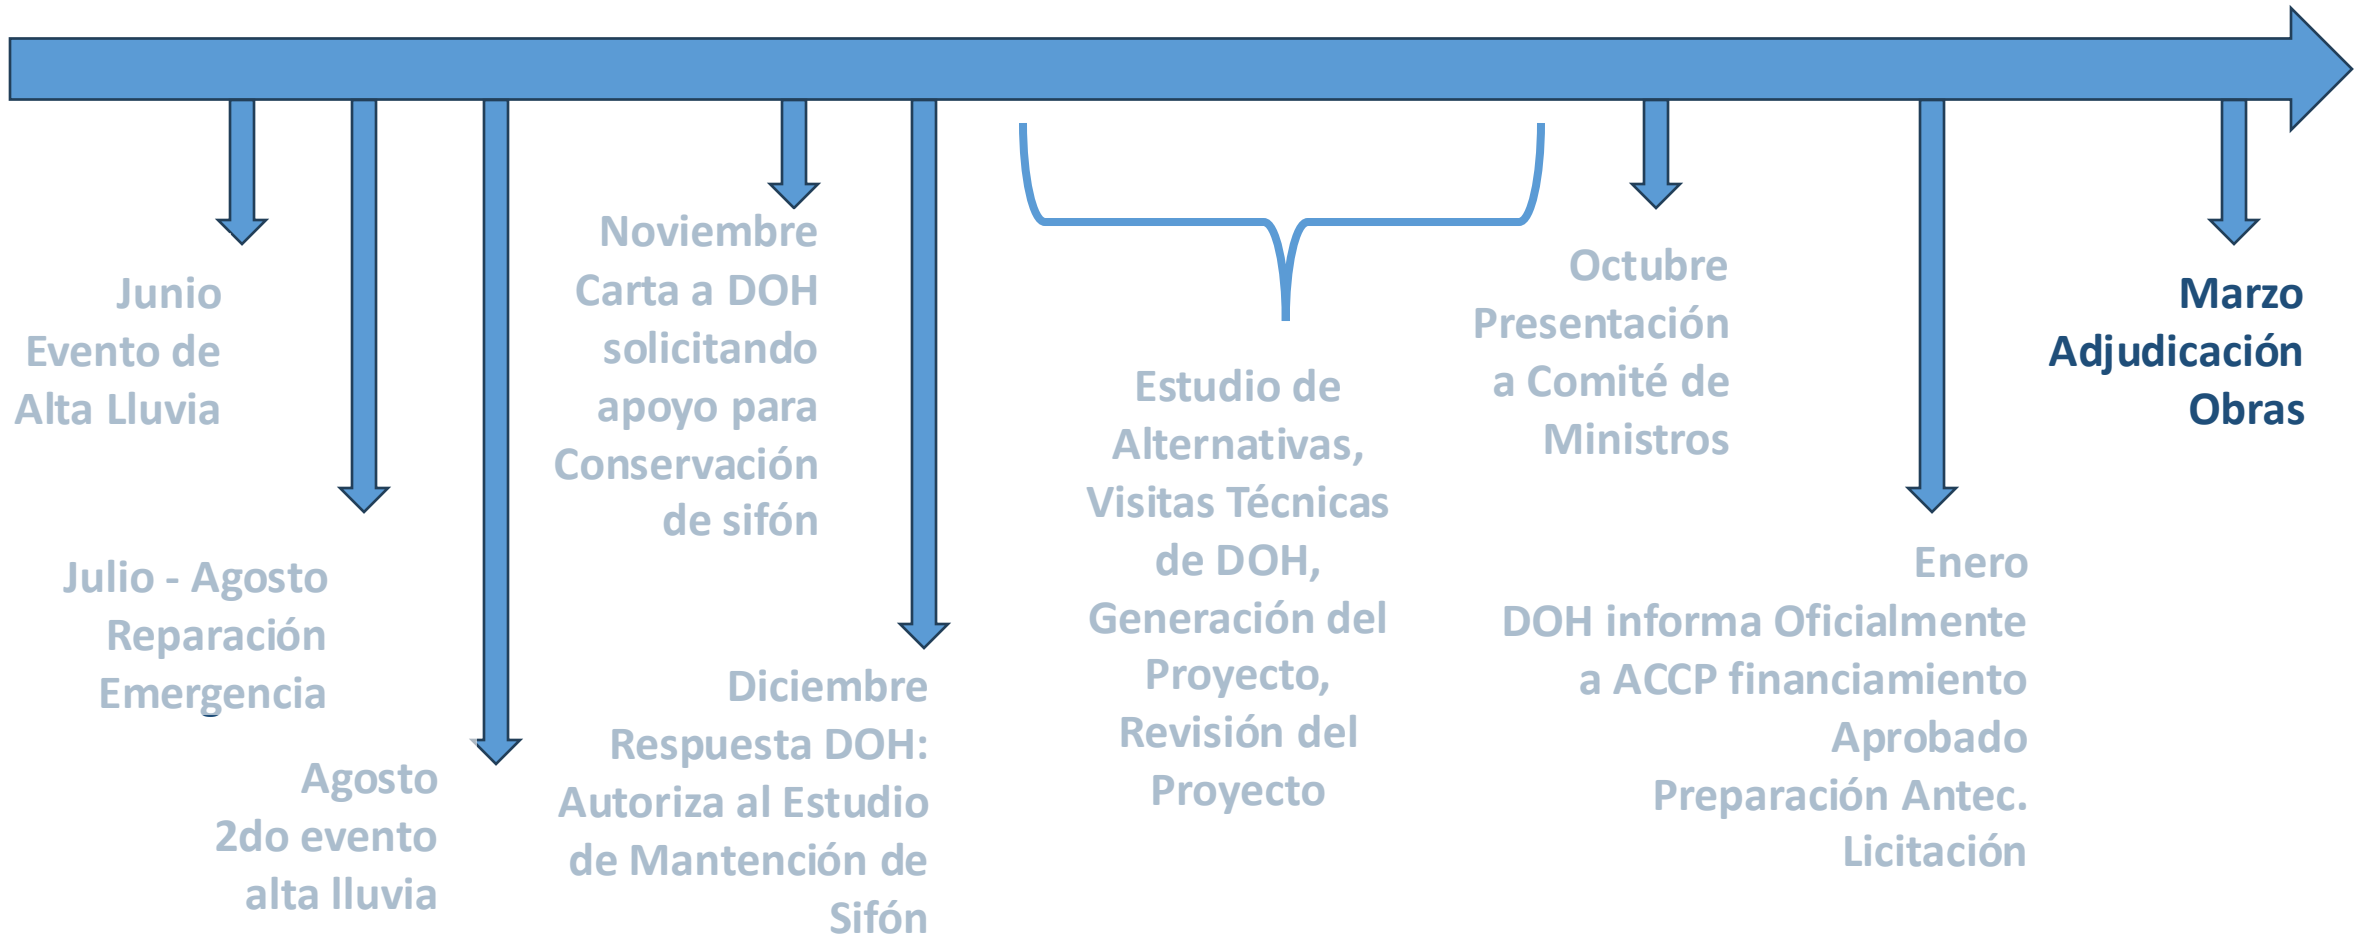 Junio
Evento de
Alta Lluvia
Julio - Agosto
Reparación
Emergencia
Agosto
2do evento
alta lluvia
Noviembre
Carta a DOH
solicitando
apoyo para
Conservación
de sifón
Diciembre
Respuesta DOH:
Autoriza al Estudio
de Mantención de
Sifón
Estudio de
Alternativas,
Visitas Técnicas
de DOH,
Generación del
Proyecto,
Revisión del
Proyecto
Octubre
Presentación
a Comité de
Ministros
Enero
DOH informa Oficialmente
a ACCP financiamiento
Aprobado
Preparación Antec.
Licitación
Marzo
Adjudicación
Obras